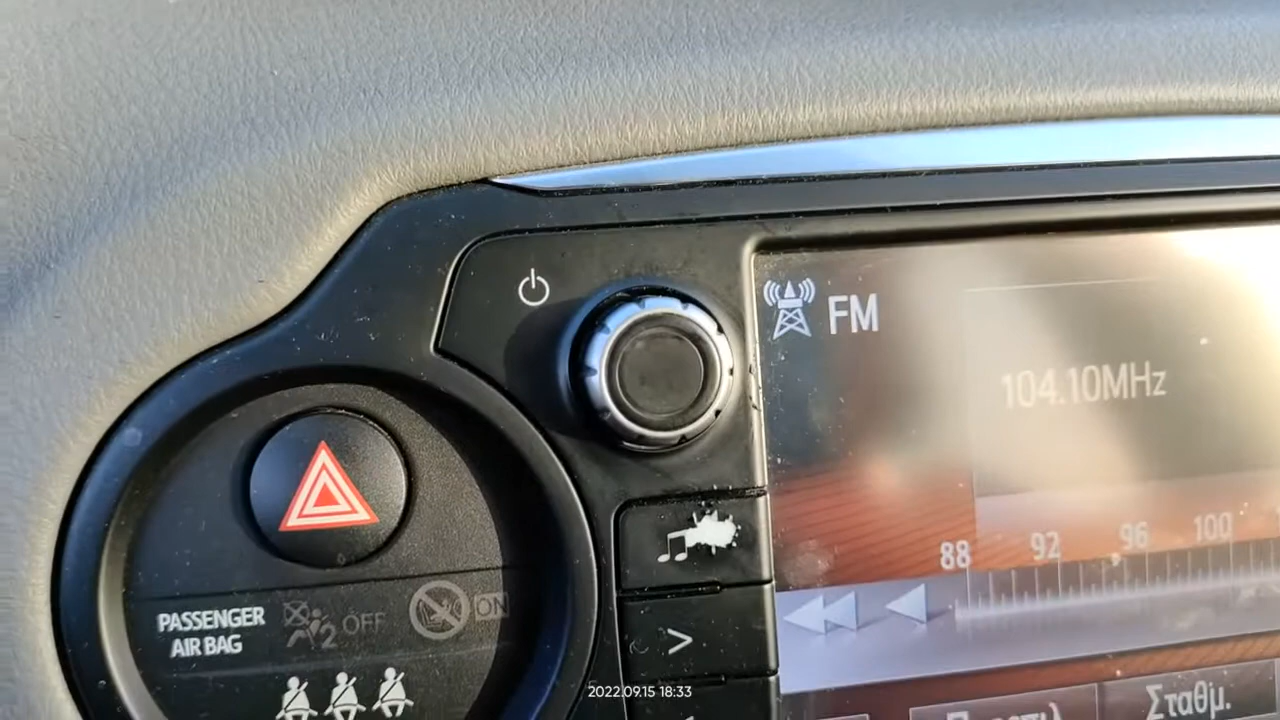 FM
104.10MHz
88 92 96 100
PASSENGER
AIR BAG
2 OFF
ON
>
Σταθμ.
2022.09.15 18:33